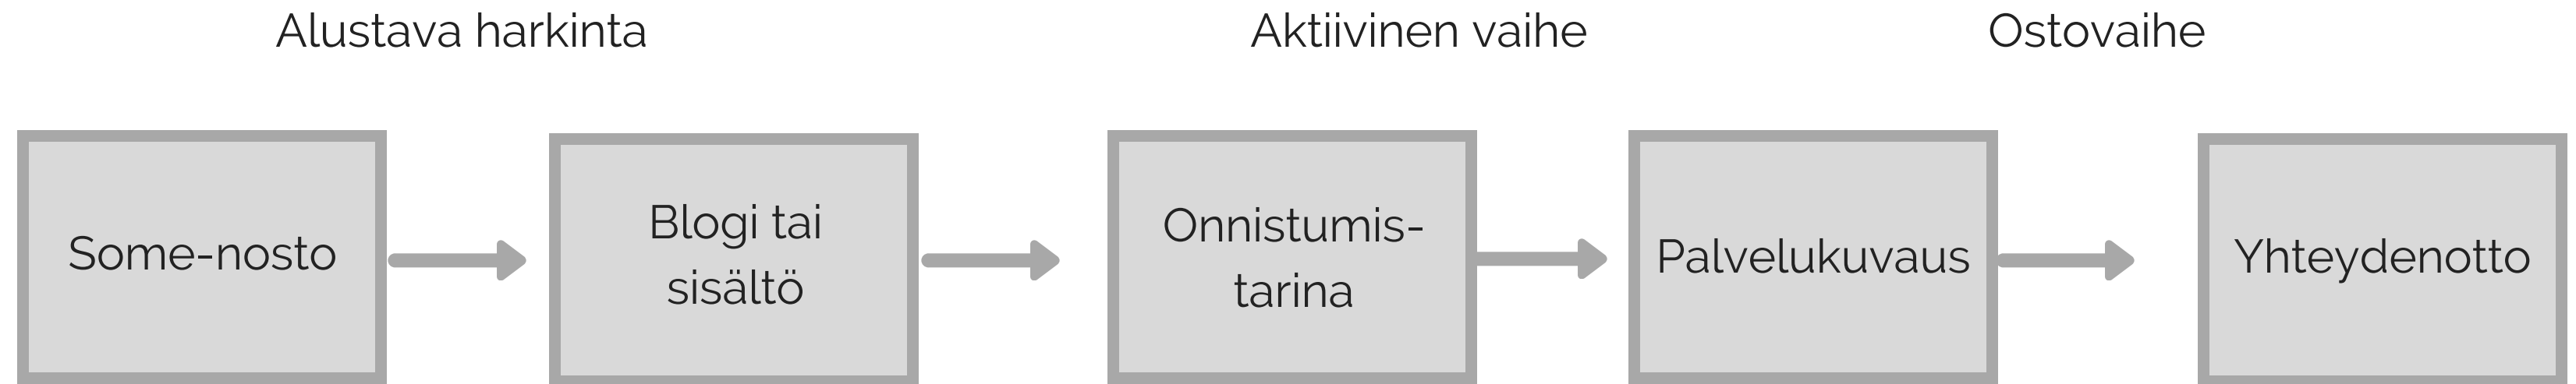 Alustava harkinta
Aktiivinen vaihe
Ostovaihe
Some-nosto
Blogi tai
sisältö
Onnistumis-
tarina
Palvelukuvaus
Yhteydenotto